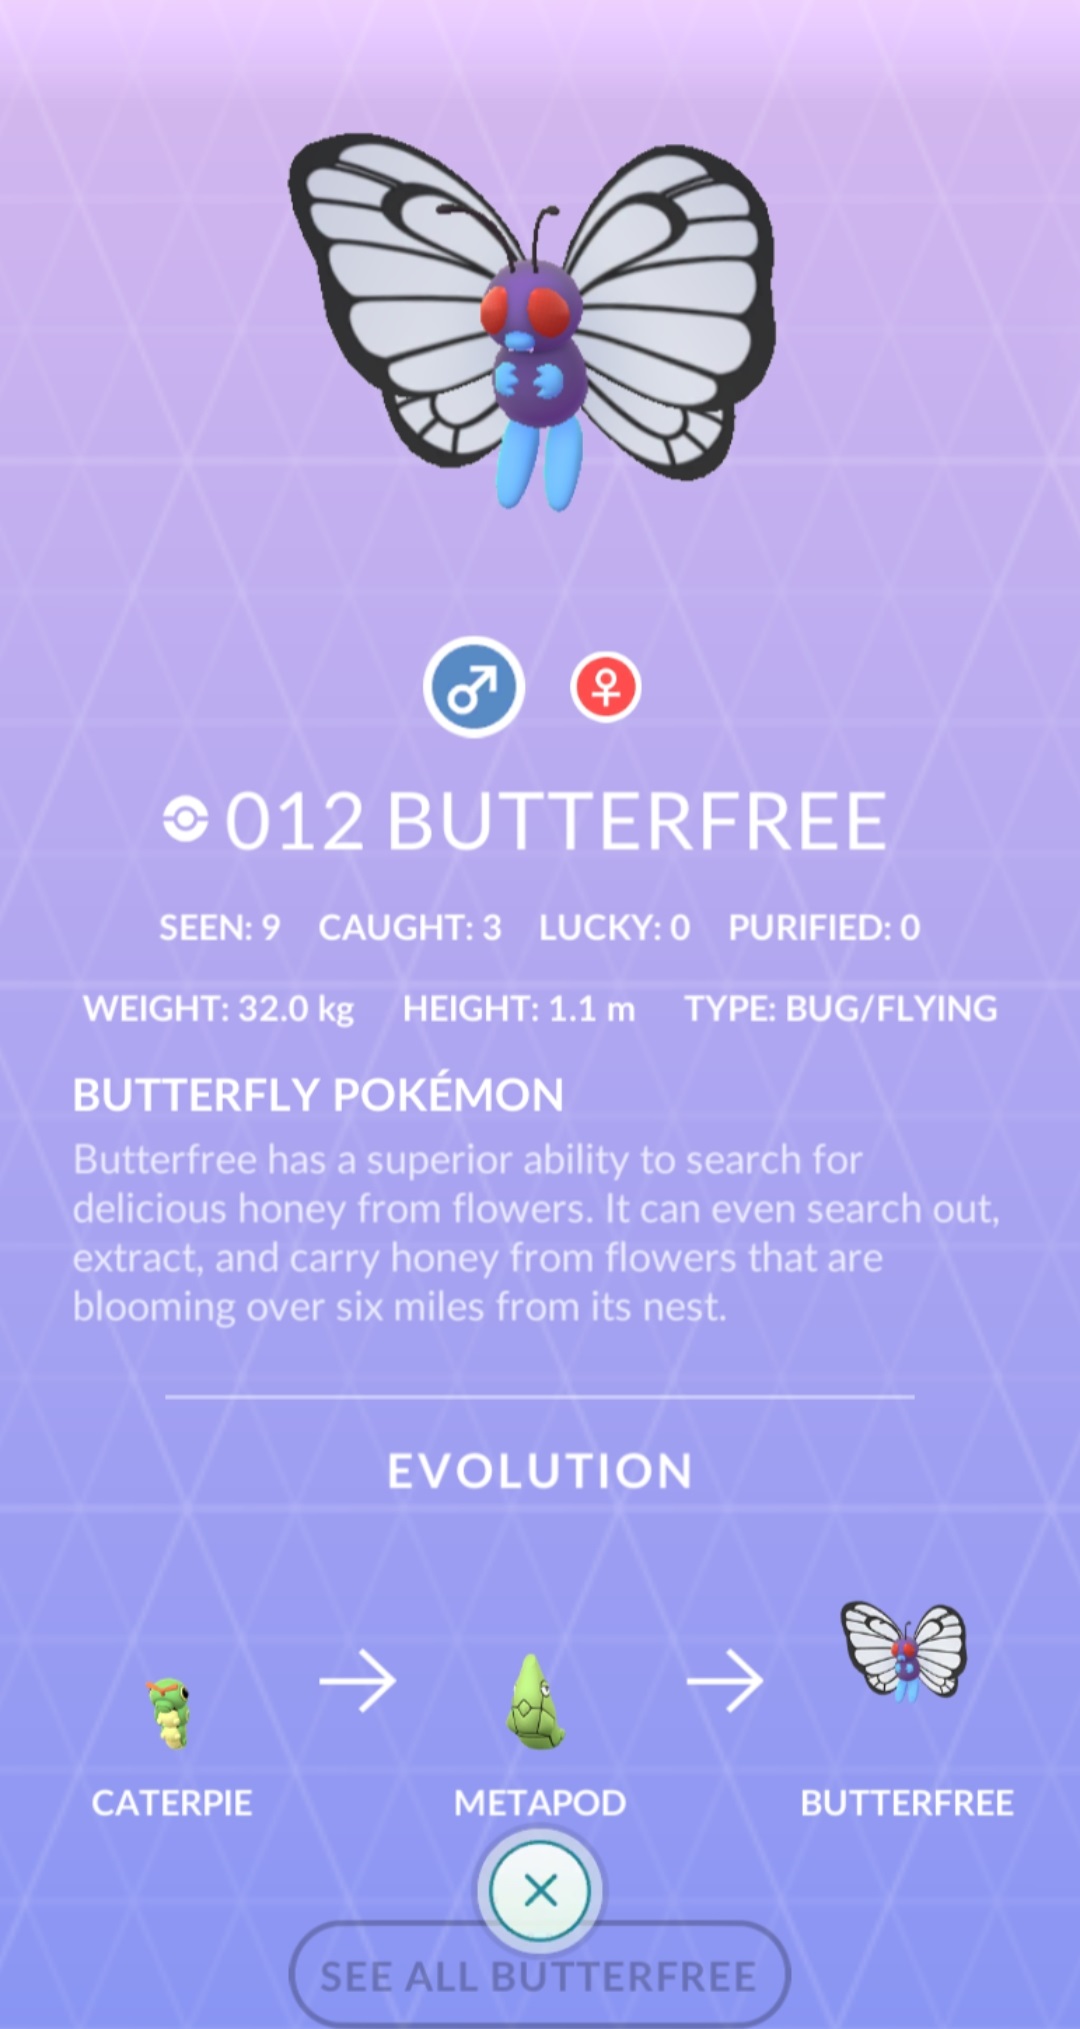 012 BUTTERFREE
SEEN: 9 CAUGHT: 3 LUCKY: 0 PURIFIED: 0
WEIGHT: 32.0 kg HEIGHT: 1.1 m TYPE: BUG/FLYING
BUTTERFLY POKÉMON
Butterfree has a superior ability to search for
delicious honey from flowers. It can even search out,
extract, and carry honey from flowers that are
blooming over six miles from its nest.
EVOLUTION
CATERPIE METAPOD BUTTERFREE
SEE ALL BUTTERFREE